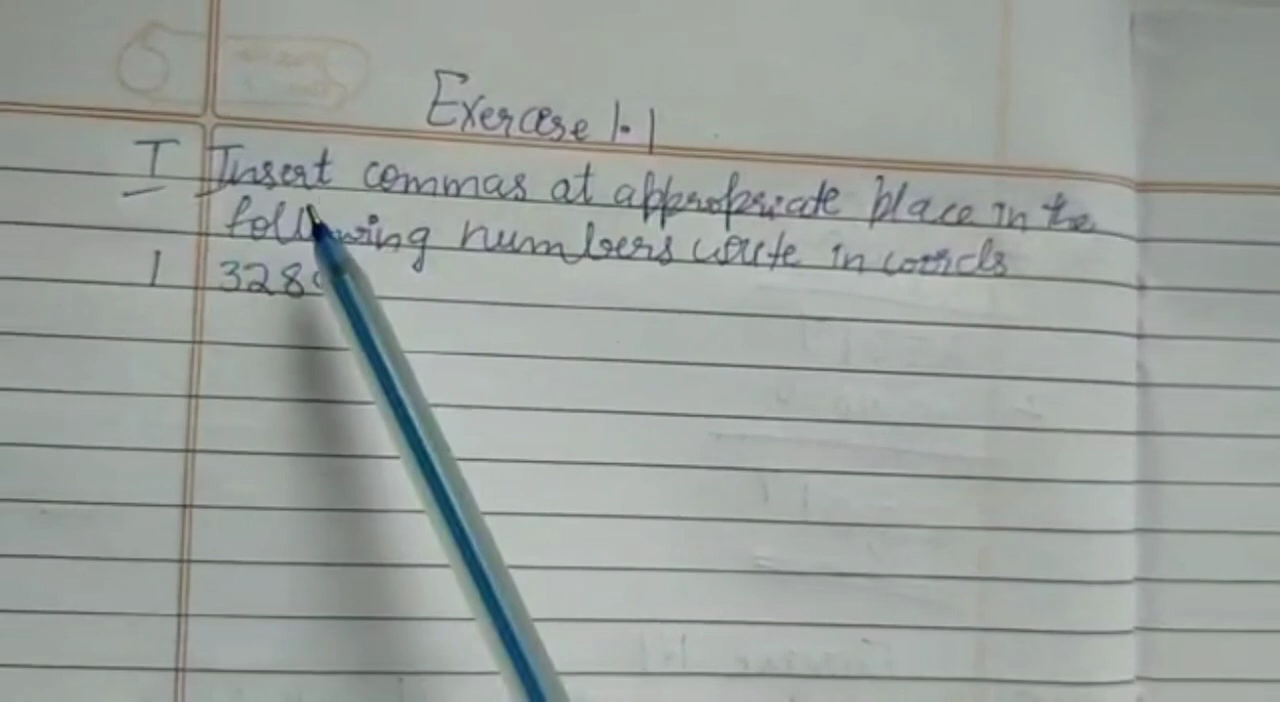 Exercise 1.1
I Insert commas at appropriate place in the
following numbers write in words
1 328